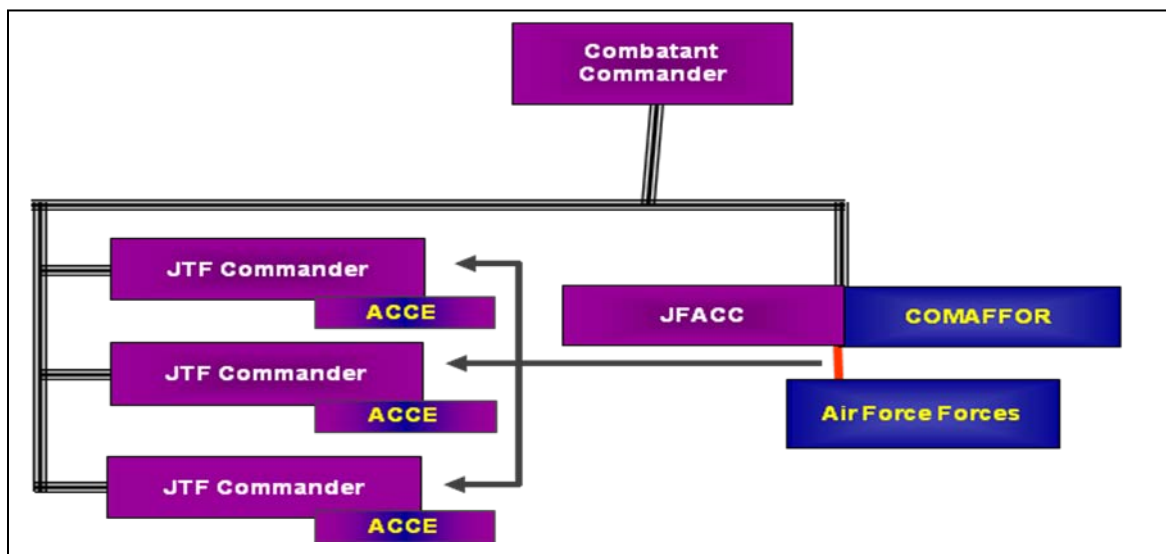 Combatant
Commander
JTF Commander
ACCE
JFACC
COMAFFOR
JTF Commander
ACCE
Air Force Forces
JTF Commander
ACCE